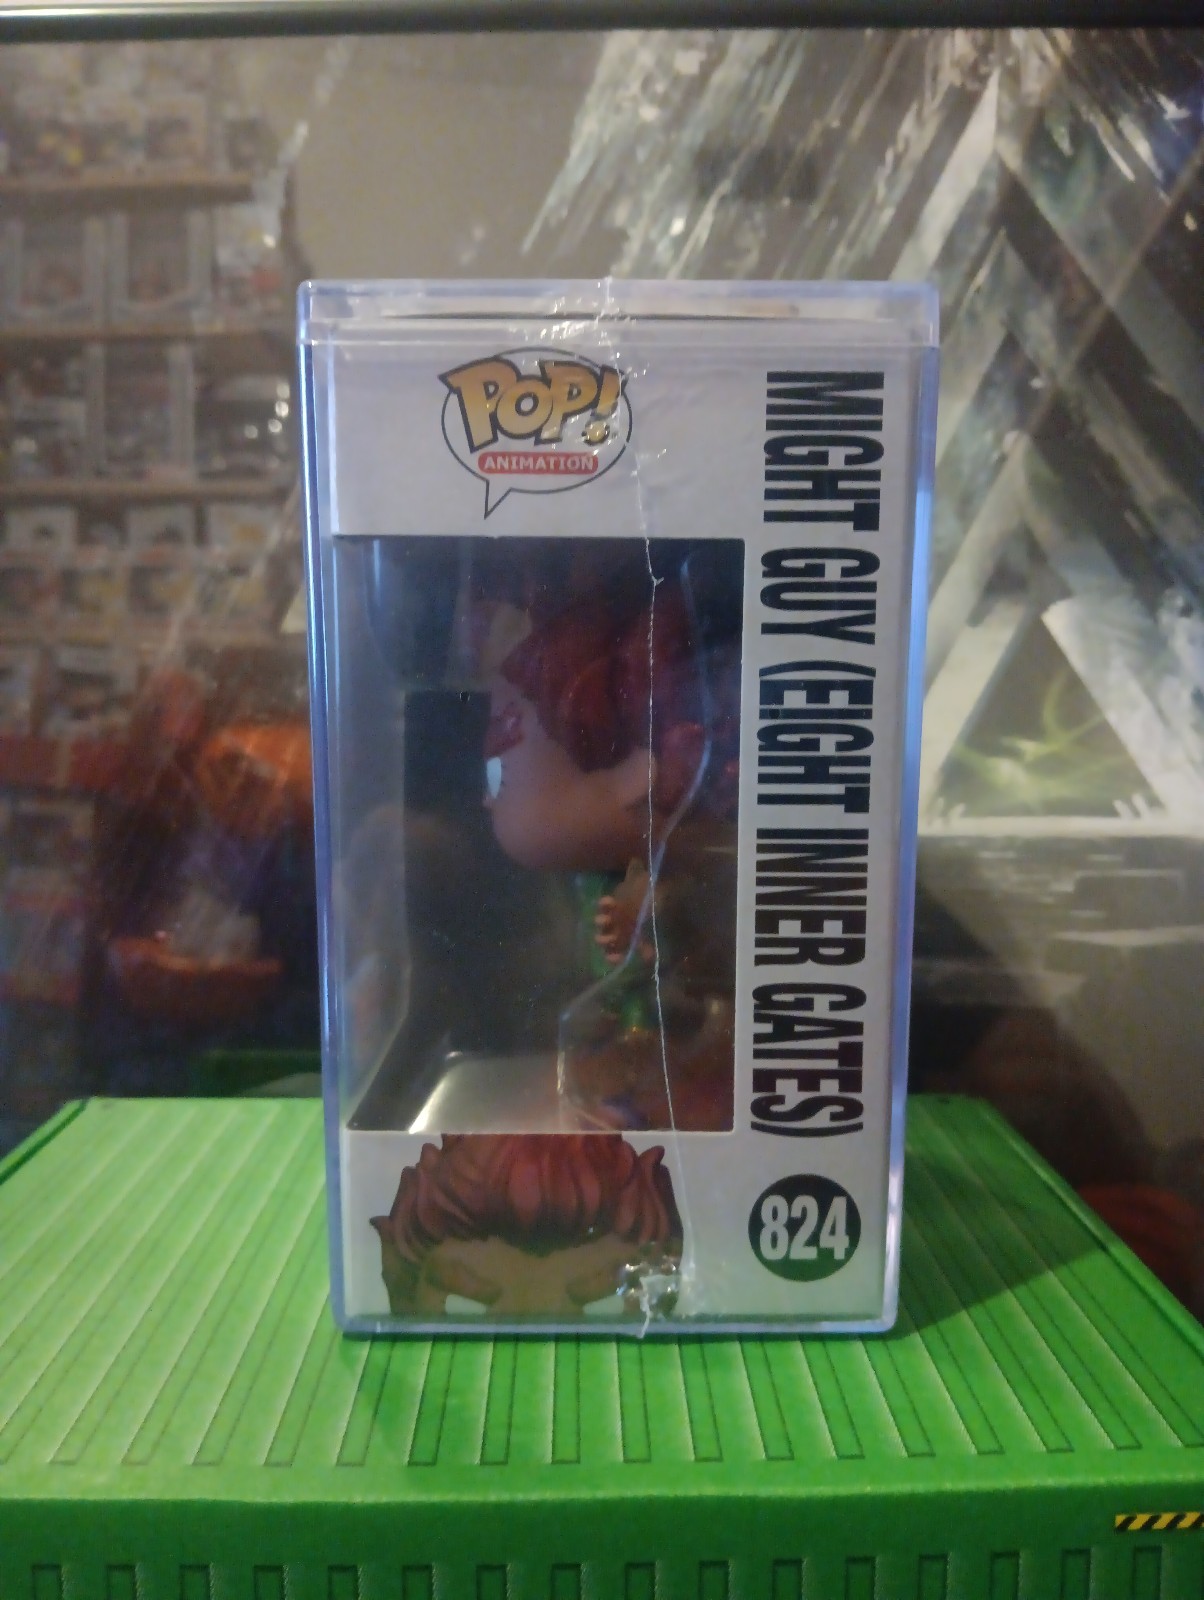 POP!
ANIMATION
MIGHT GUY (EIGHT INNER GATES)
824